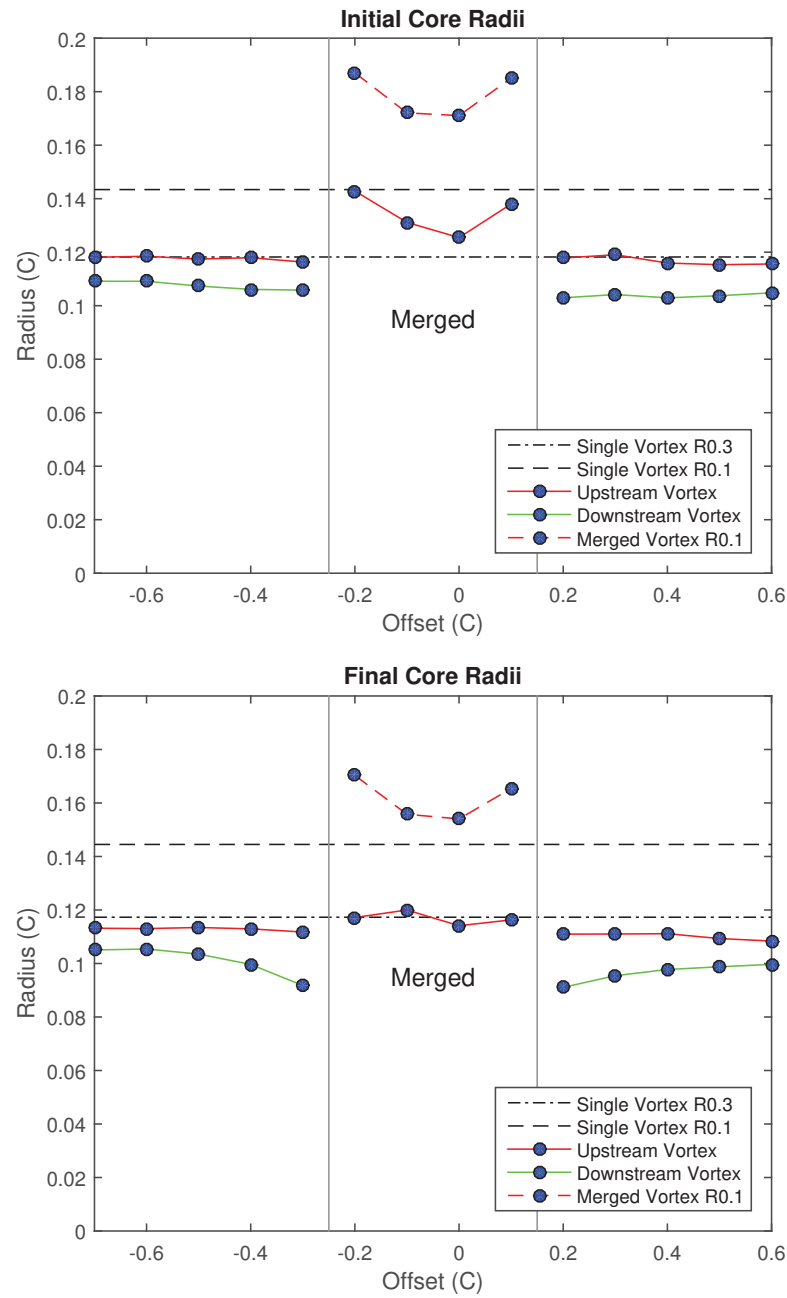 Initial Core Radii
0.2
0.18
0.16
0.14
0.12
0.1
0.08
0.06
0.04
0.02
0
Radius (C)
Merged
Single Vortex R0.3
Single Vortex R0.1
Upstream Vortex
Downstream Vortex
Merged Vortex R0.1
-0.6 -0.4 -0.2 0 0.2 0.4 0.6
Offset (C)
Final Core Radii
0.2
0.18
0.16
0.14
0.12
0.1
0.08
0.06
0.04
0.02
0
Radius (C)
Merged
Single Vortex R0.3
Single Vortex R0.1
Upstream Vortex
Downstream Vortex
Merged Vortex R0.1
-0.6 -0.4 -0.2 0 0.2 0.4 0.6
Offset (C)